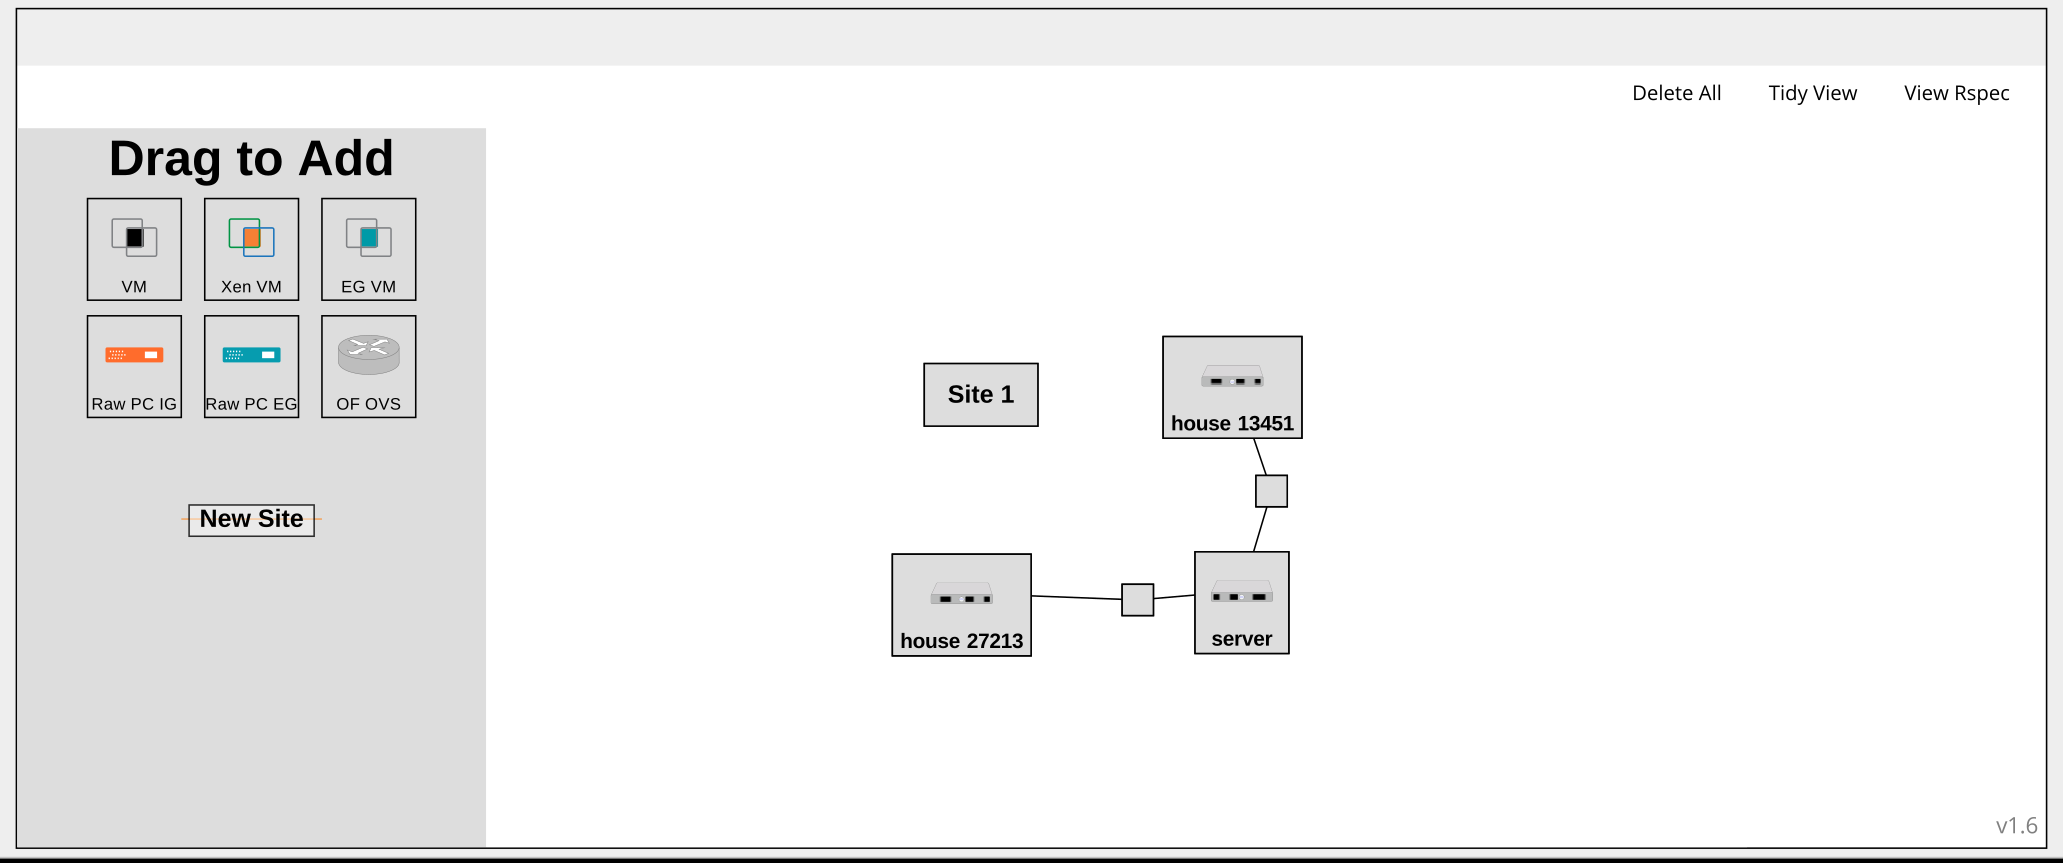 Delete All Tidy View View Rspec
Drag to Add
VM Xen VM EG VM
Raw PC IG Raw PC EG OF OVS
New Site
Site 1
house 13451
house 27213
server
v1.6